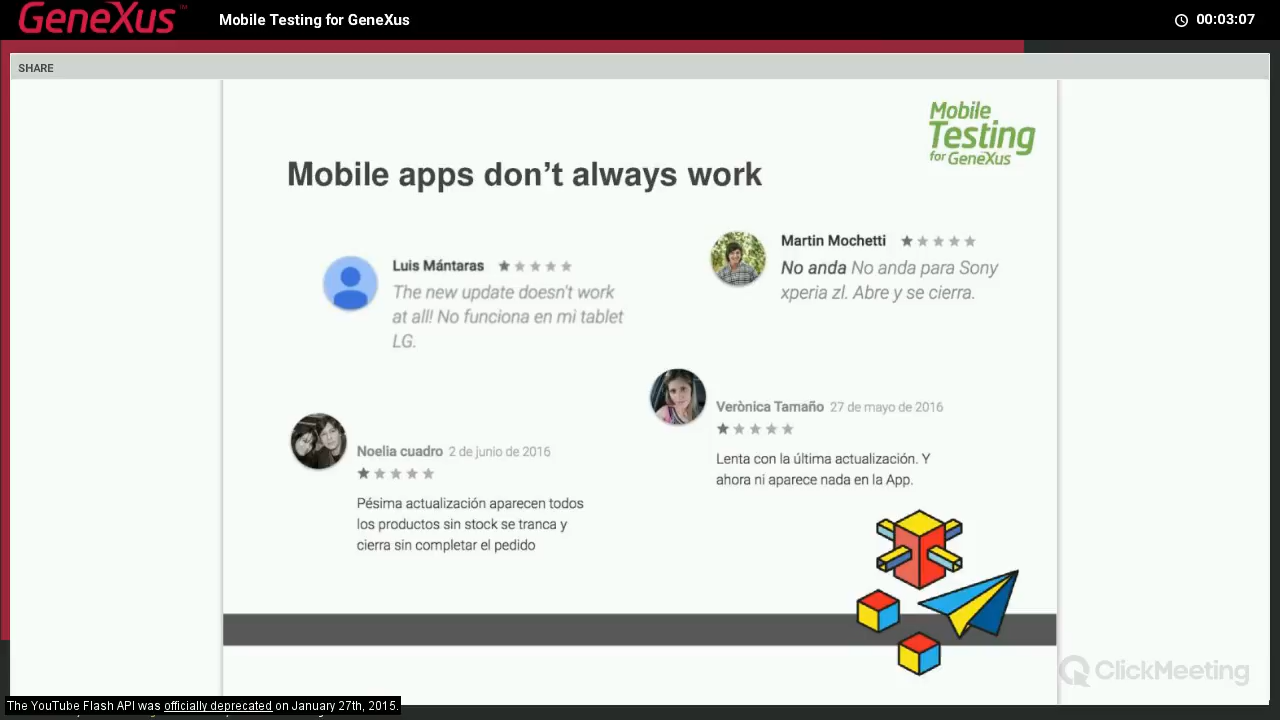 GeneXus™
Mobile Testing for GeneXus
00:03:07
SHARE
Mobile
Testing
for GeneXus
Mobile apps don't always work
Luis Mántaras
The new update doesn't work
at all! No funciona en mi tablet
LG.
Martin Mochetti
No anda No anda para Sony
xperia zl. Abre y se cierra.
Noelia cuadro 2 de junio de 2016
Pésima actualización aparecen todos
los productos sin stock se tranca y
cierra sin completar el pedido
Verònica Tamaño 27 de mayo de 2016
Lenta con la última actualización. Y
ahora ni aparece nada en la App.
ClickMeeting
The YouTube Flash API was officially deprecated on January 27th, 2015.